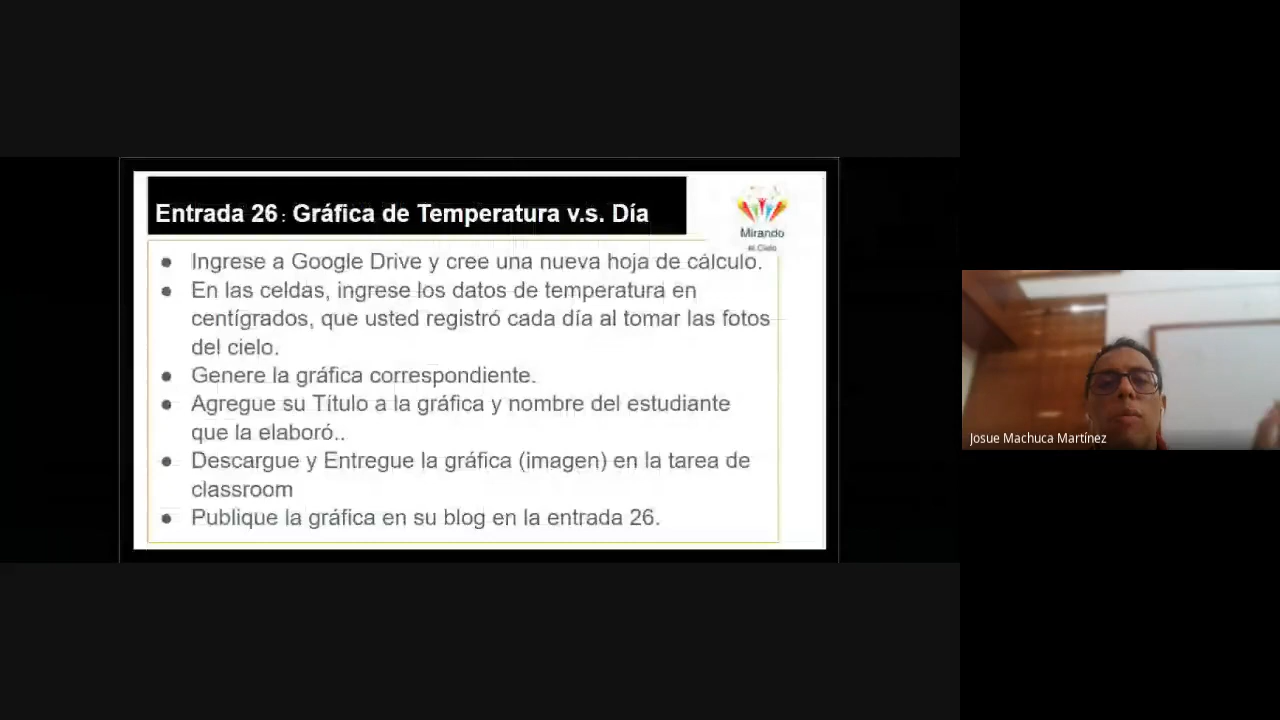 Entrada 26: Gráfica de Temperatura v.s. Día
Mirando
el Cielo
● Ingrese a Google Drive y cree una nueva hoja de cálculo.
● En las celdas, ingrese los datos de temperatura en
centígrados, que usted registró cada día al tomar las fotos
del cielo.
● Genere la gráfica correspondiente.
● Agregue su Título a la gráfica y nombre del estudiante
que la elaboró..
● Descargue y Entregue la gráfica (imagen) en la tarea de
classroom
● Publique la gráfica en su blog en la entrada 26.
Josue Machuca Martínez